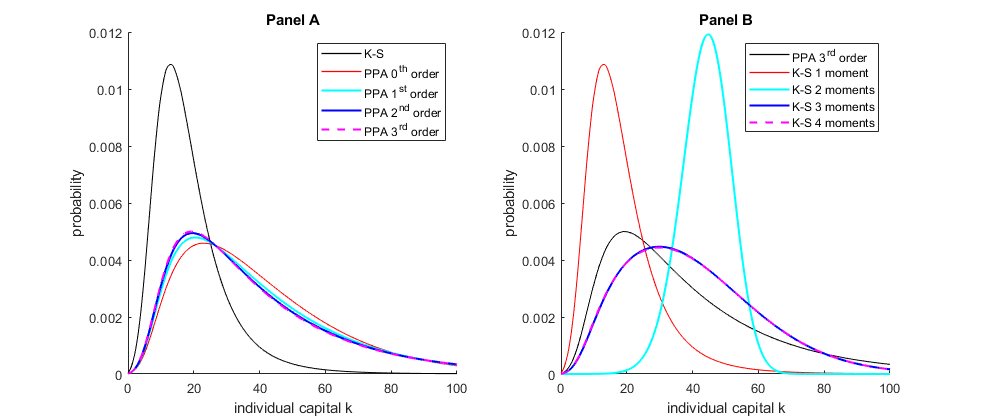 Panel A
0.012
0.01
0.008
0.006
0.004
0.002
0
probability
0 20 40 60 80 100
individual capital k
K-S
PPA 0th order
PPA 1st order
PPA 2nd order
PPA 3rd order
Panel B
0.012
0.01
0.008
0.006
0.004
0.002
0
probability
0 20 40 60 80 100
individual capital k
PPA 3rd order
K-S 1 moment
K-S 2 moments
K-S 3 moments
K-S 4 moments